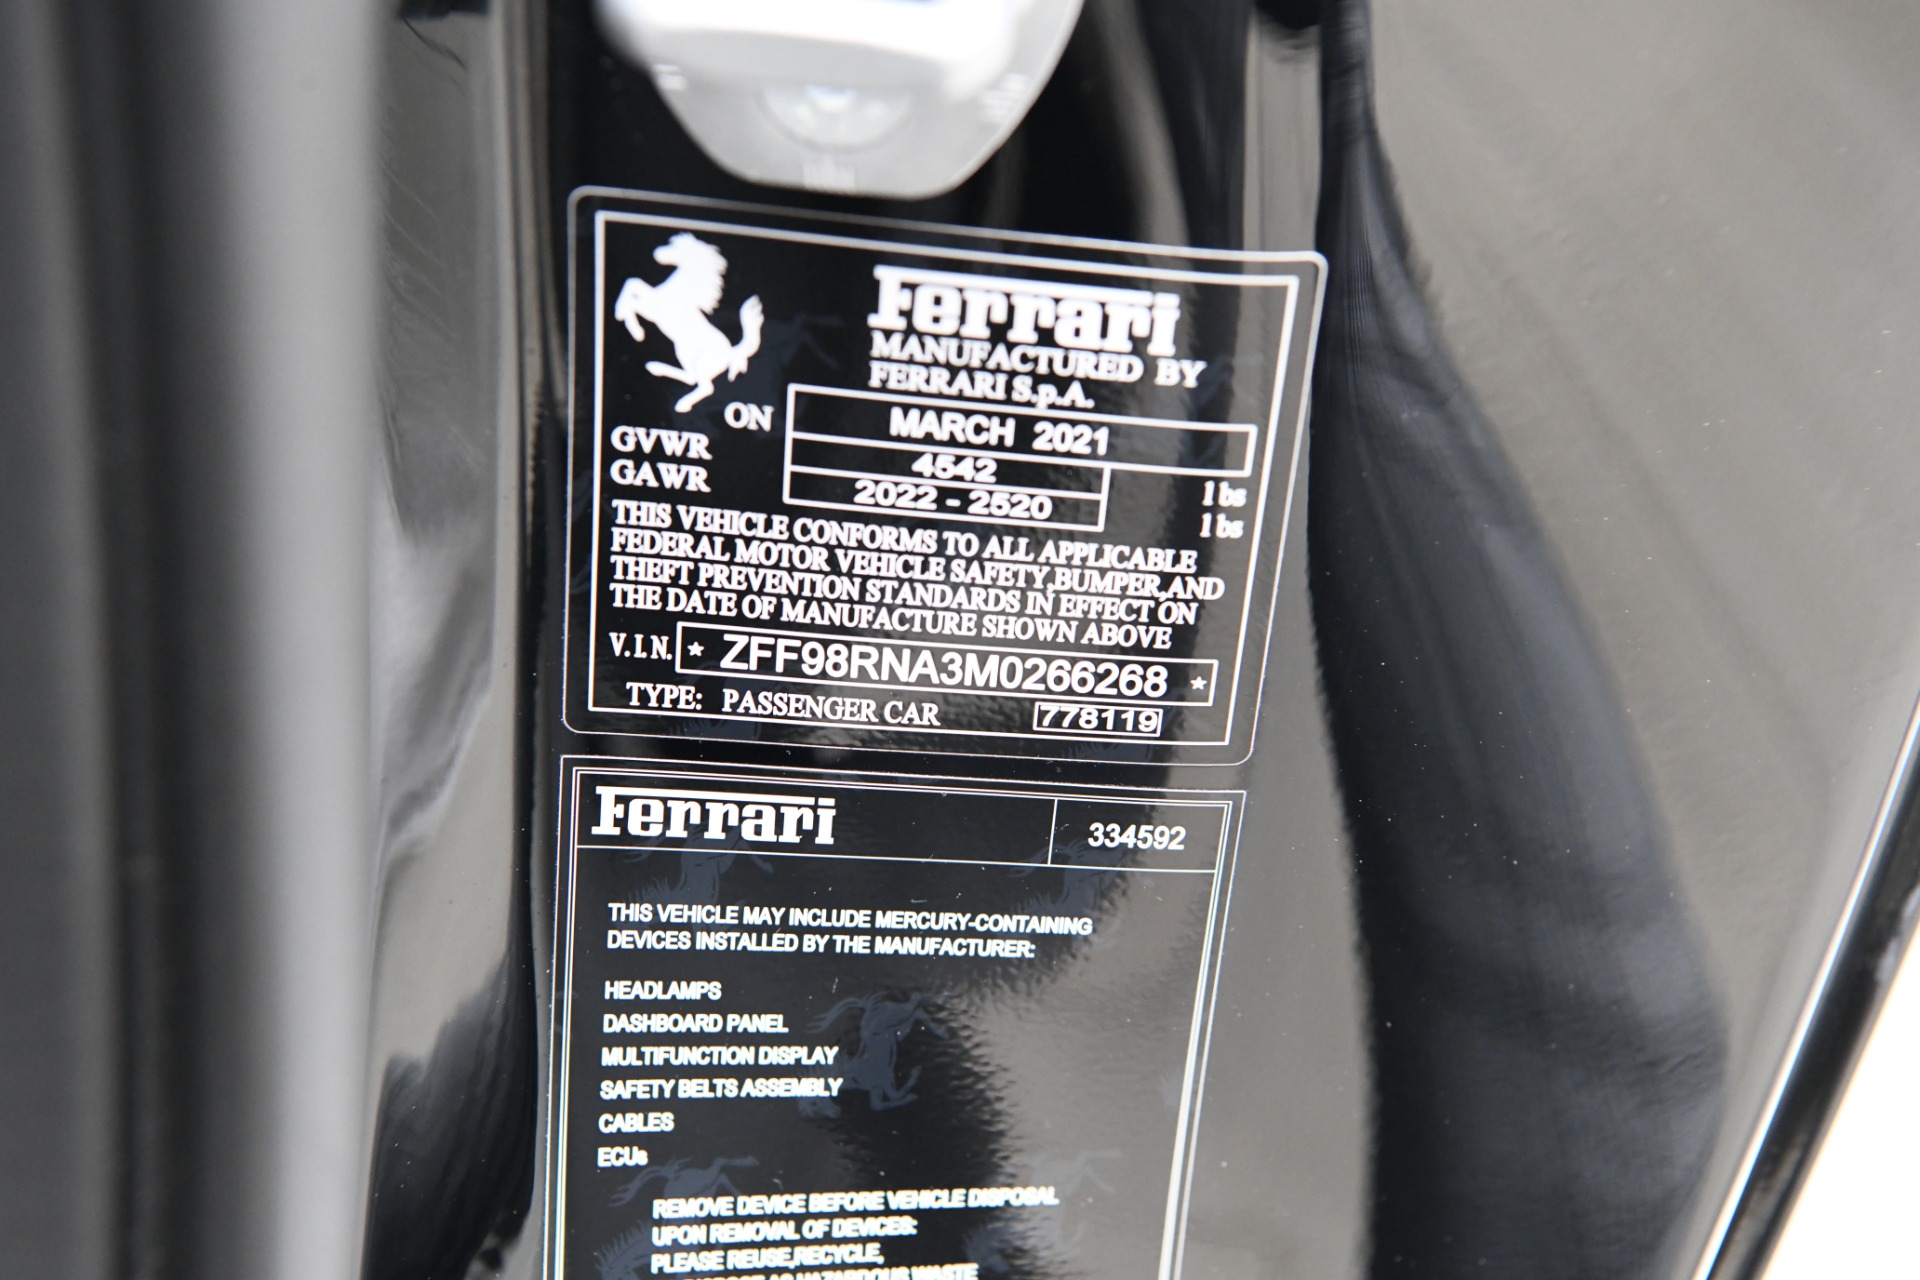 Ferrari
MANUFACTURED BY
FERRARI S.p.A.
ON MARCH 2021
GVWR 4542 lbs
GAWR 2022 - 2520 lbs
THIS VEHICLE CONFORMS TO ALL APPLICABLE
FEDERAL MOTOR VEHICLE SAFETY,BUMPER,AND
THEFT PREVENTION STANDARDS IN EFFECT ON
THE DATE OF MANUFACTURE SHOWN ABOVE
V.I.N. * ZFF98RNA3M0266268 *
TYPE: PASSENGER CAR 778119
Ferrari 334592
THIS VEHICLE MAY INCLUDE MERCURY-CONTAINING
DEVICES INSTALLED BY THE MANUFACTURER:
HEADLAMPS
DASHBOARD PANEL
MULTIFUNCTION DISPLAY
SAFETY BELTS ASSEMBLY
CABLES
ECUs
REMOVE DEVICE BEFORE VEHICLE DISPOSAL
UPON REMOVAL OF DEVICES:
PLEASE REUSE,RECYCLE,
AS HAZARDOUS WASTE